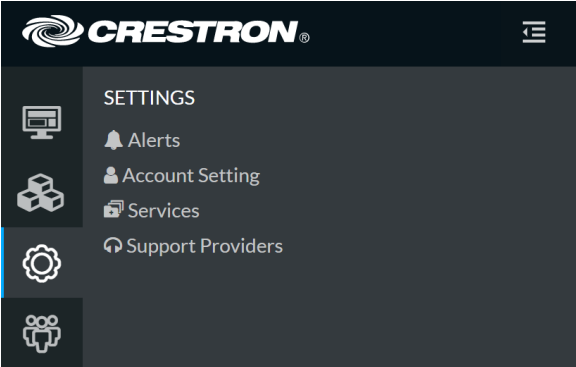 CRESTRON®
SETTINGS
Alerts
Account Setting
Services
Support Providers